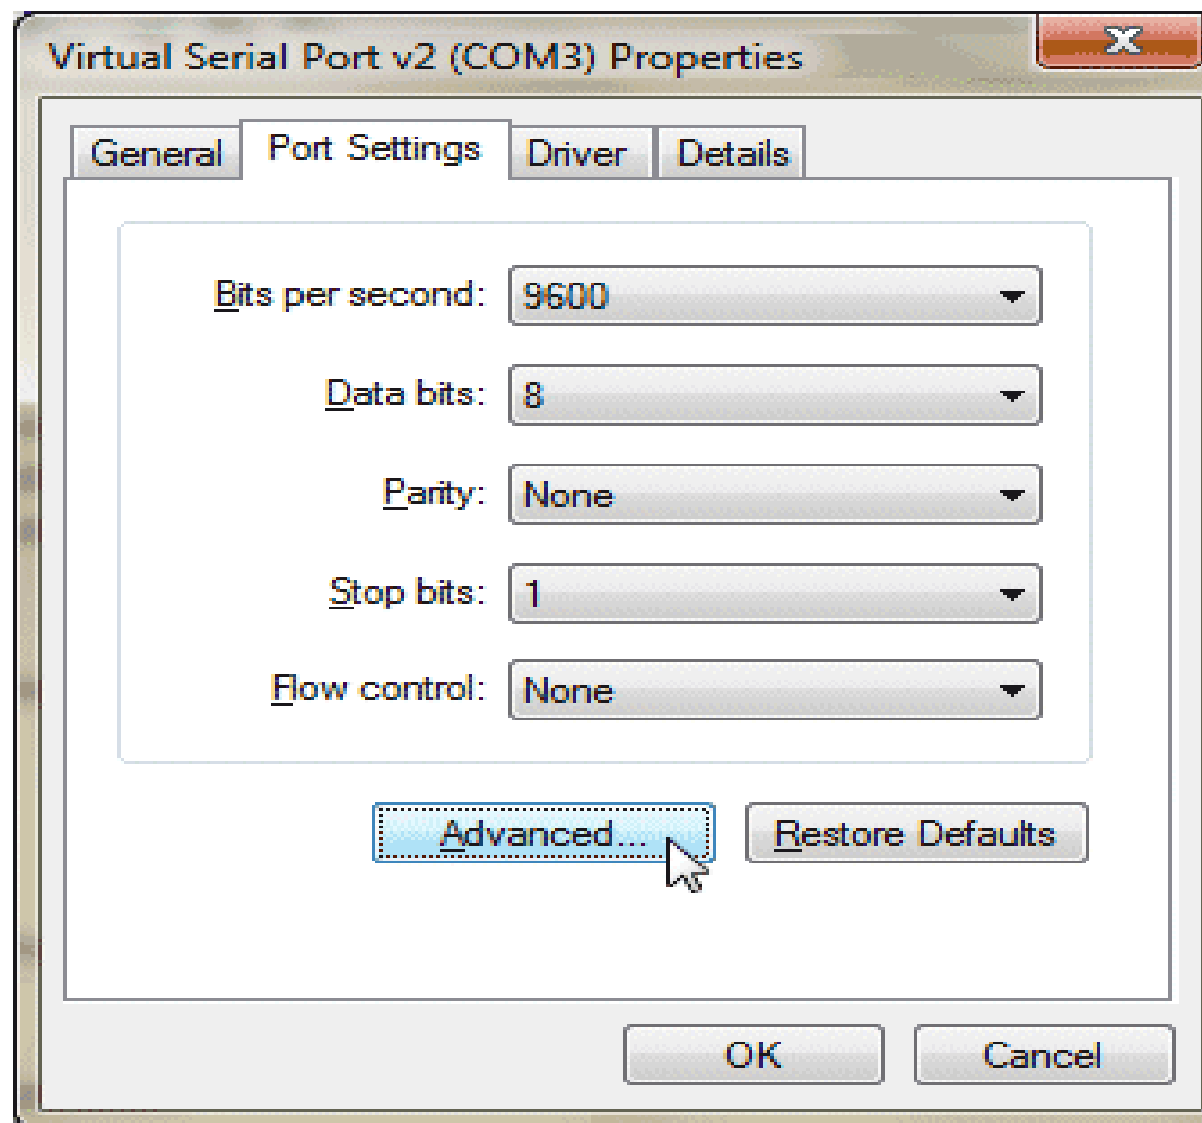 Virtual Serial Port v2 (COM3) Properties
General Port Settings Driver Details
Bits per second: 9600
Data bits: 8
Parity: None
Stop bits: 1
Flow control: None
Advanced... Restore Defaults
OK Cancel